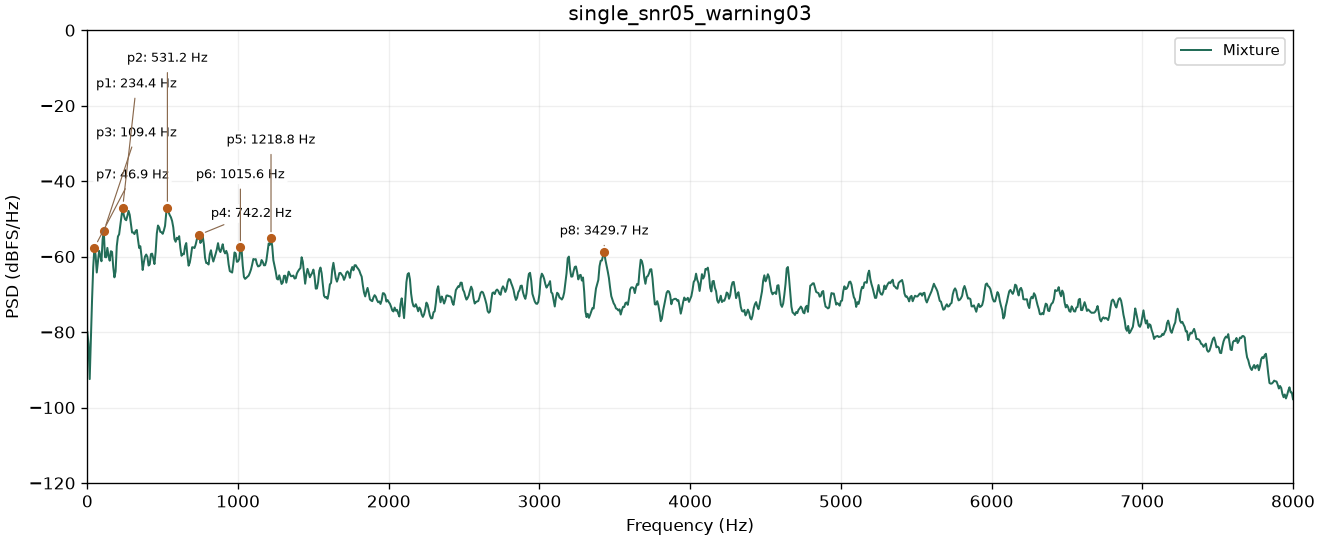 single_snr05_warning03
Mixture
p2: 531.2 Hz
p1: 234.4 Hz
p3: 109.4 Hz
p5: 1218.8 Hz
p7: 46.9 Hz
p6: 1015.6 Hz
p4: 742.2 Hz
p8: 3429.7 Hz
PSD (dBFS/Hz)
0
−20
−40
−60
−80
−100
−120
0 1000 2000 3000 4000 5000 6000 7000 8000
Frequency (Hz)